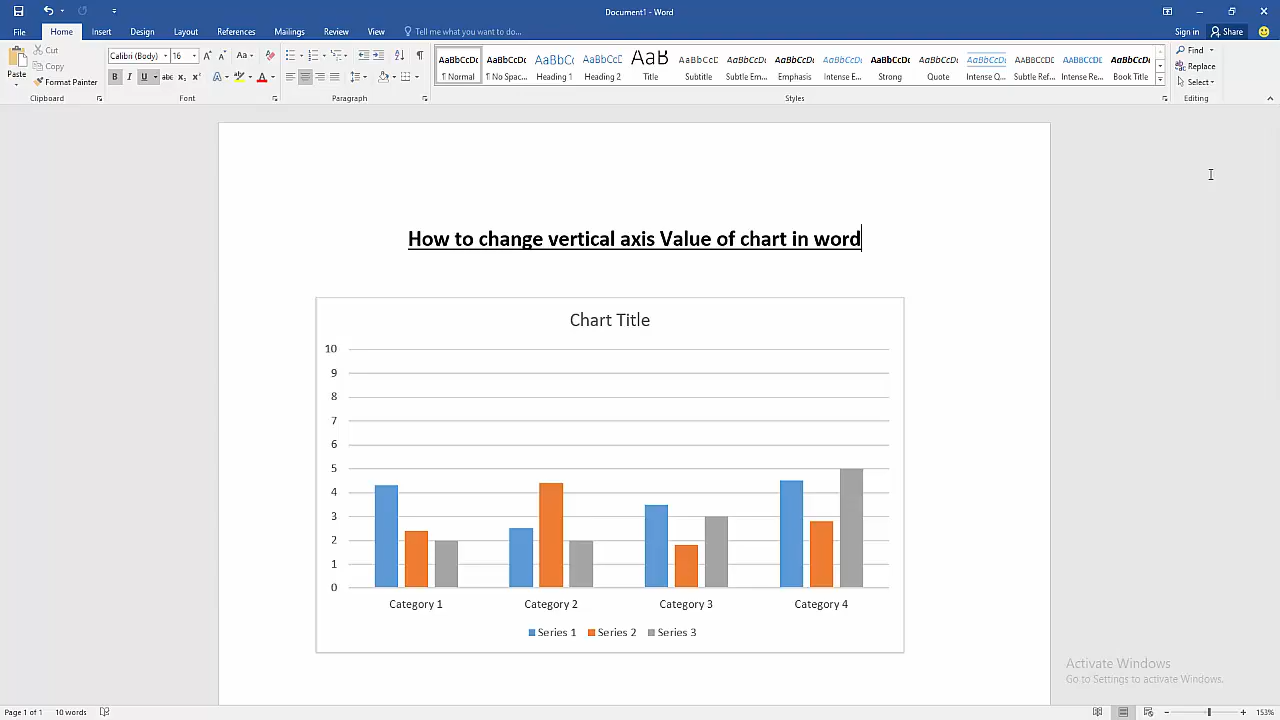 Document1 - Word
Sign in
Share
File Home Insert Design Layout References Mailings Review View Tell me what you want to do...
Paste
Cut
Copy
Format Painter
Clipboard
Calibri (Body) 16
Aa
B I U abc X₂ X²
A
Font
Paragraph
AaBbCcDc AaBbCcDc AaBbCc AaBbCcE AaB AaBbCcD AaBbCcDc AaBbCcDc AaBbCcDc AaBbCcDc AaBbCcDc AaBbCcDc AABBCCDC AABBCCDC AaBbCcDc
¶ Normal ¶ No Spac... Heading 1 Heading 2 Title Subtitle Subtle Em... Emphasis Intense E... Strong Quote Intense Q... Subtle Ref... Intense Re... Book Title
Styles
Find
Replace
Select
Editing
How to change vertical axis Value of chart in word
Chart Title
10
9
8
7
6
5
4
3
2
1
0
Category 1 Category 2 Category 3 Category 4
Series 1 Series 2 Series 3
Activate Windows
Go to Settings to activate Windows.
Page 1 of 1 10 words
153%